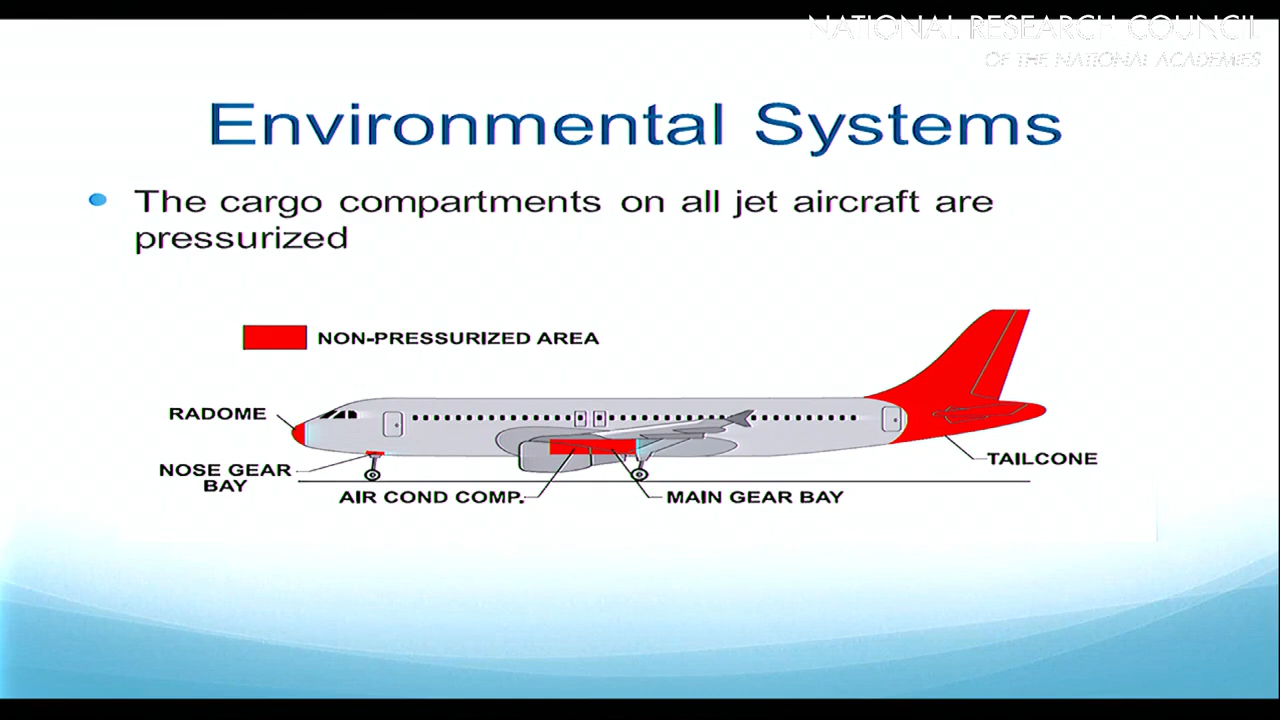 NATIONAL RESEARCH COUNCIL
OF THE NATIONAL ACADEMIES
Environmental Systems
The cargo compartments on all jet aircraft are
pressurized
NON-PRESSURIZED AREA
RADOME
NOSE GEAR
BAY
AIR COND COMP.
MAIN GEAR BAY
TAILCONE